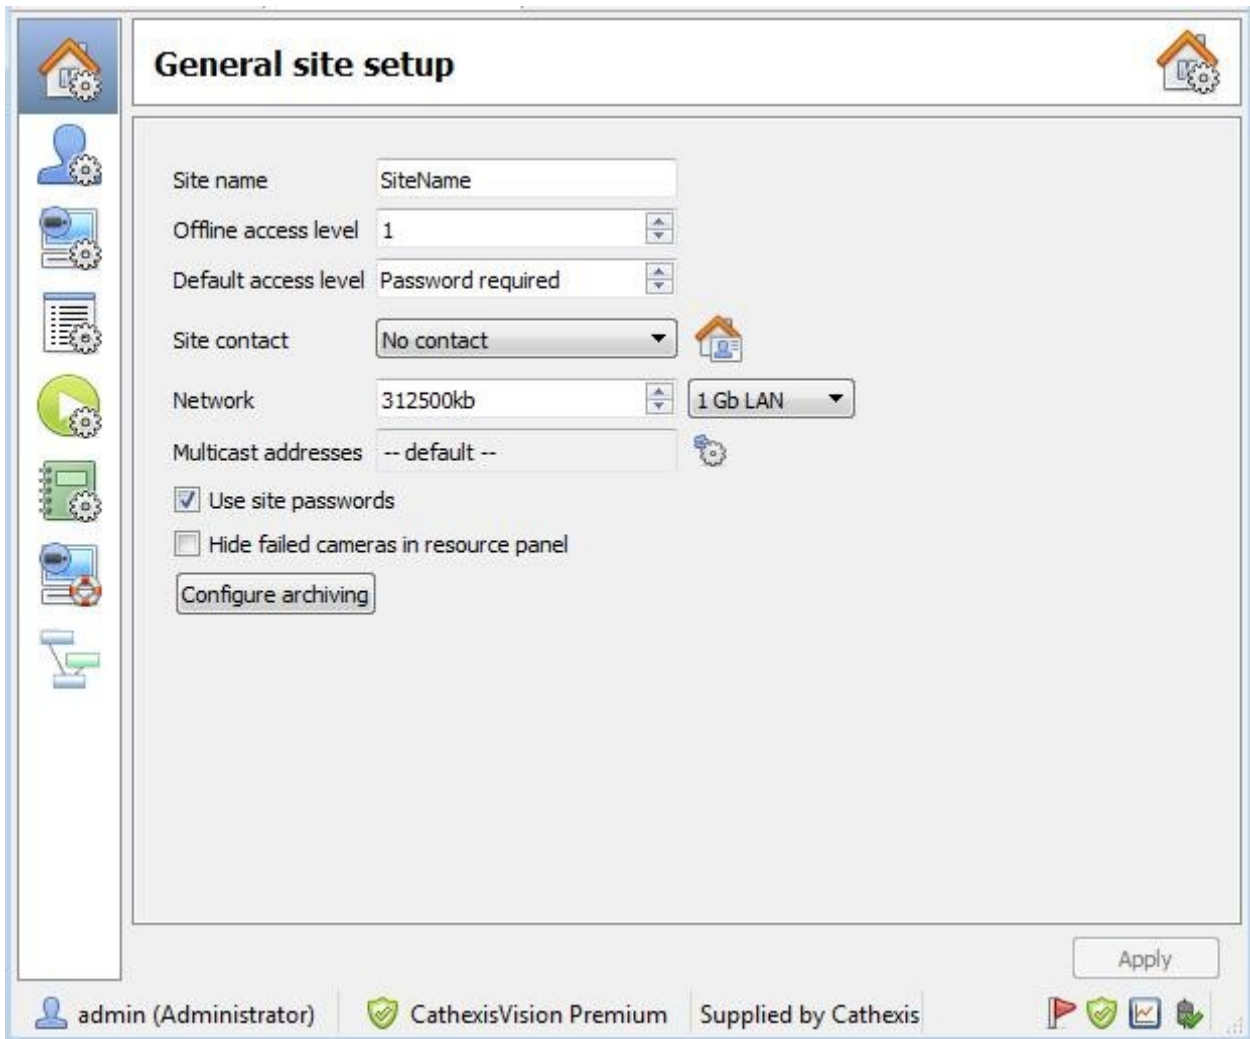 General site setup
Site name SiteName
Offline access level 1
Default access level Password required
Site contact No contact
Network 312500kb 1 Gb LAN
Multicast addresses -- default --
Use site passwords
Hide failed cameras in resource panel
Configure archiving
Apply
admin (Administrator) CathexisVision Premium Supplied by Cathexis